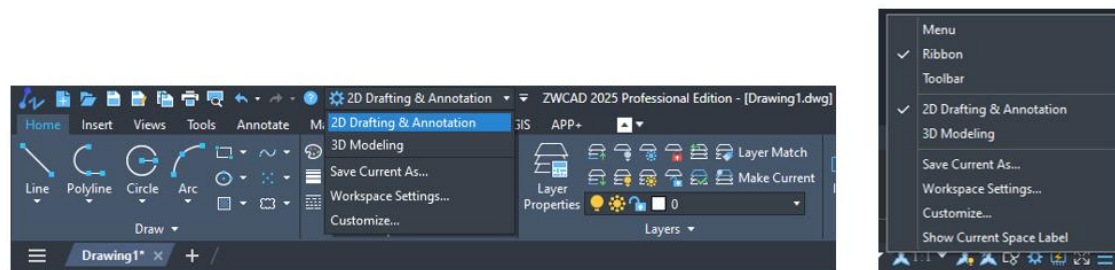 2D Drafting & Annotation
ZWCAD 2025 Professional Edition - [Drawing1.dwg]
Home Insert Views Tools Annotate GIS APP+
2D Drafting & Annotation
3D Modeling
Save Current As...
Workspace Settings...
Customize...
Line Polyline Circle Arc
Draw
Layer Match
Make Current
Layer
Properties
0
Layers
Drawing1*
Menu
Ribbon
Toolbar
2D Drafting & Annotation
3D Modeling
Save Current As...
Workspace Settings...
Customize...
Show Current Space Label